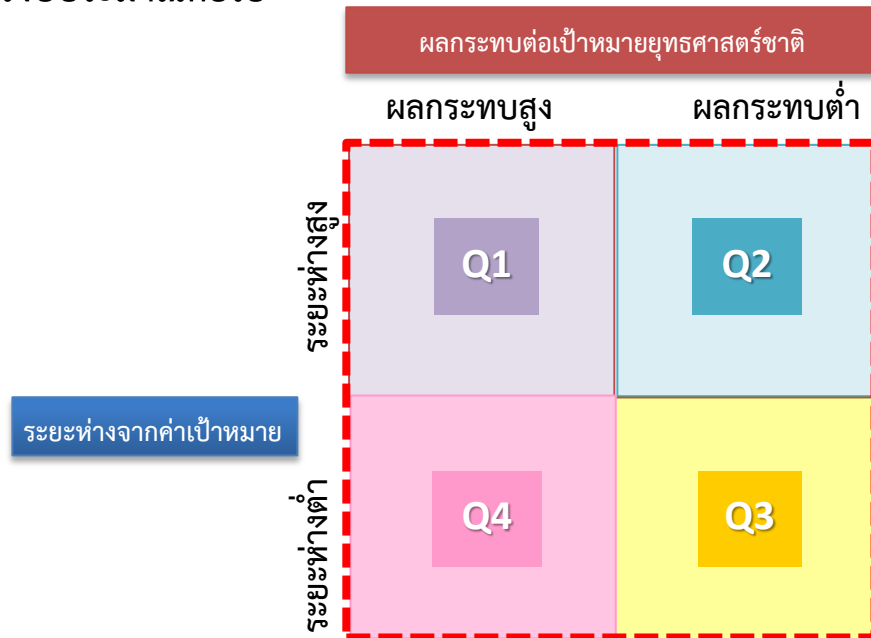 ผลกระทบต่อเป้าหมายยุทธศาสตร์ชาติ
ผลกระทบสูง ผลกระทบต่ำ
ระยะห่างสูง
Q1 Q2
ระยะห่างจากค่าเป้าหมาย
ระยะห่างต่ำ
Q4 Q3